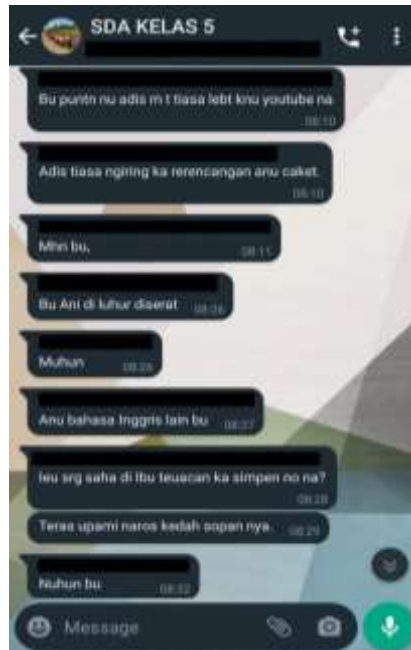 SDA KELAS 5
Bu puntn nu adis m t tiasa lebt knu youtube na
08:10
Adis tiasa ngiring ka rerencangan anu caket.
08:10
Mhn bu,
08:11
Bu Ani di luhur diserat
08:26
Muhun
08:26
Anu bahasa Inggris lain bu
08:27
Ieu srg saha di Ibu teuacan ka simpen no na?
08:28
Teras upami naros kedah sopan nya.
08:29
Nuhun bu
08:32
Message